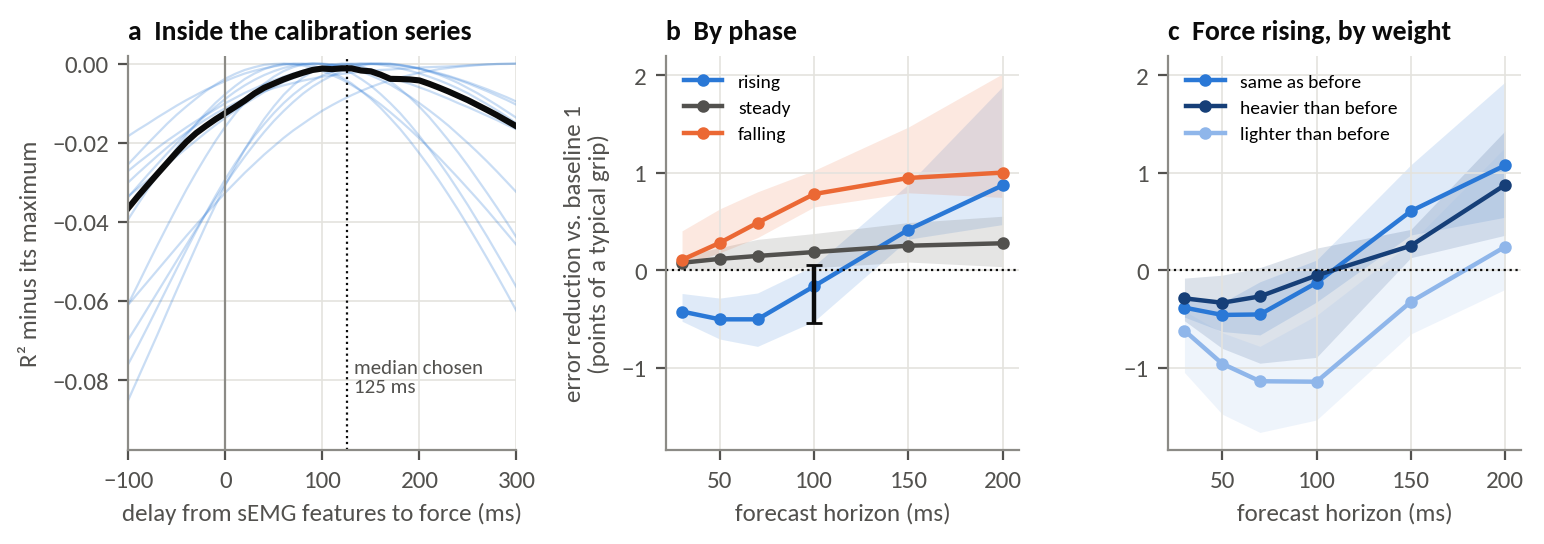 a Inside the calibration series
R² minus its maximum
0.00
−0.02
−0.04
−0.06
−0.08
median chosen
125 ms
−100 0 100 200 300
delay from sEMG features to force (ms)
b By phase
error reduction vs. baseline 1
(points of a typical grip)
2
1
0
−1
rising
steady
falling
50 100 150 200
forecast horizon (ms)
c Force rising, by weight
2
1
0
−1
same as before
heavier than before
lighter than before
50 100 150 200
forecast horizon (ms)